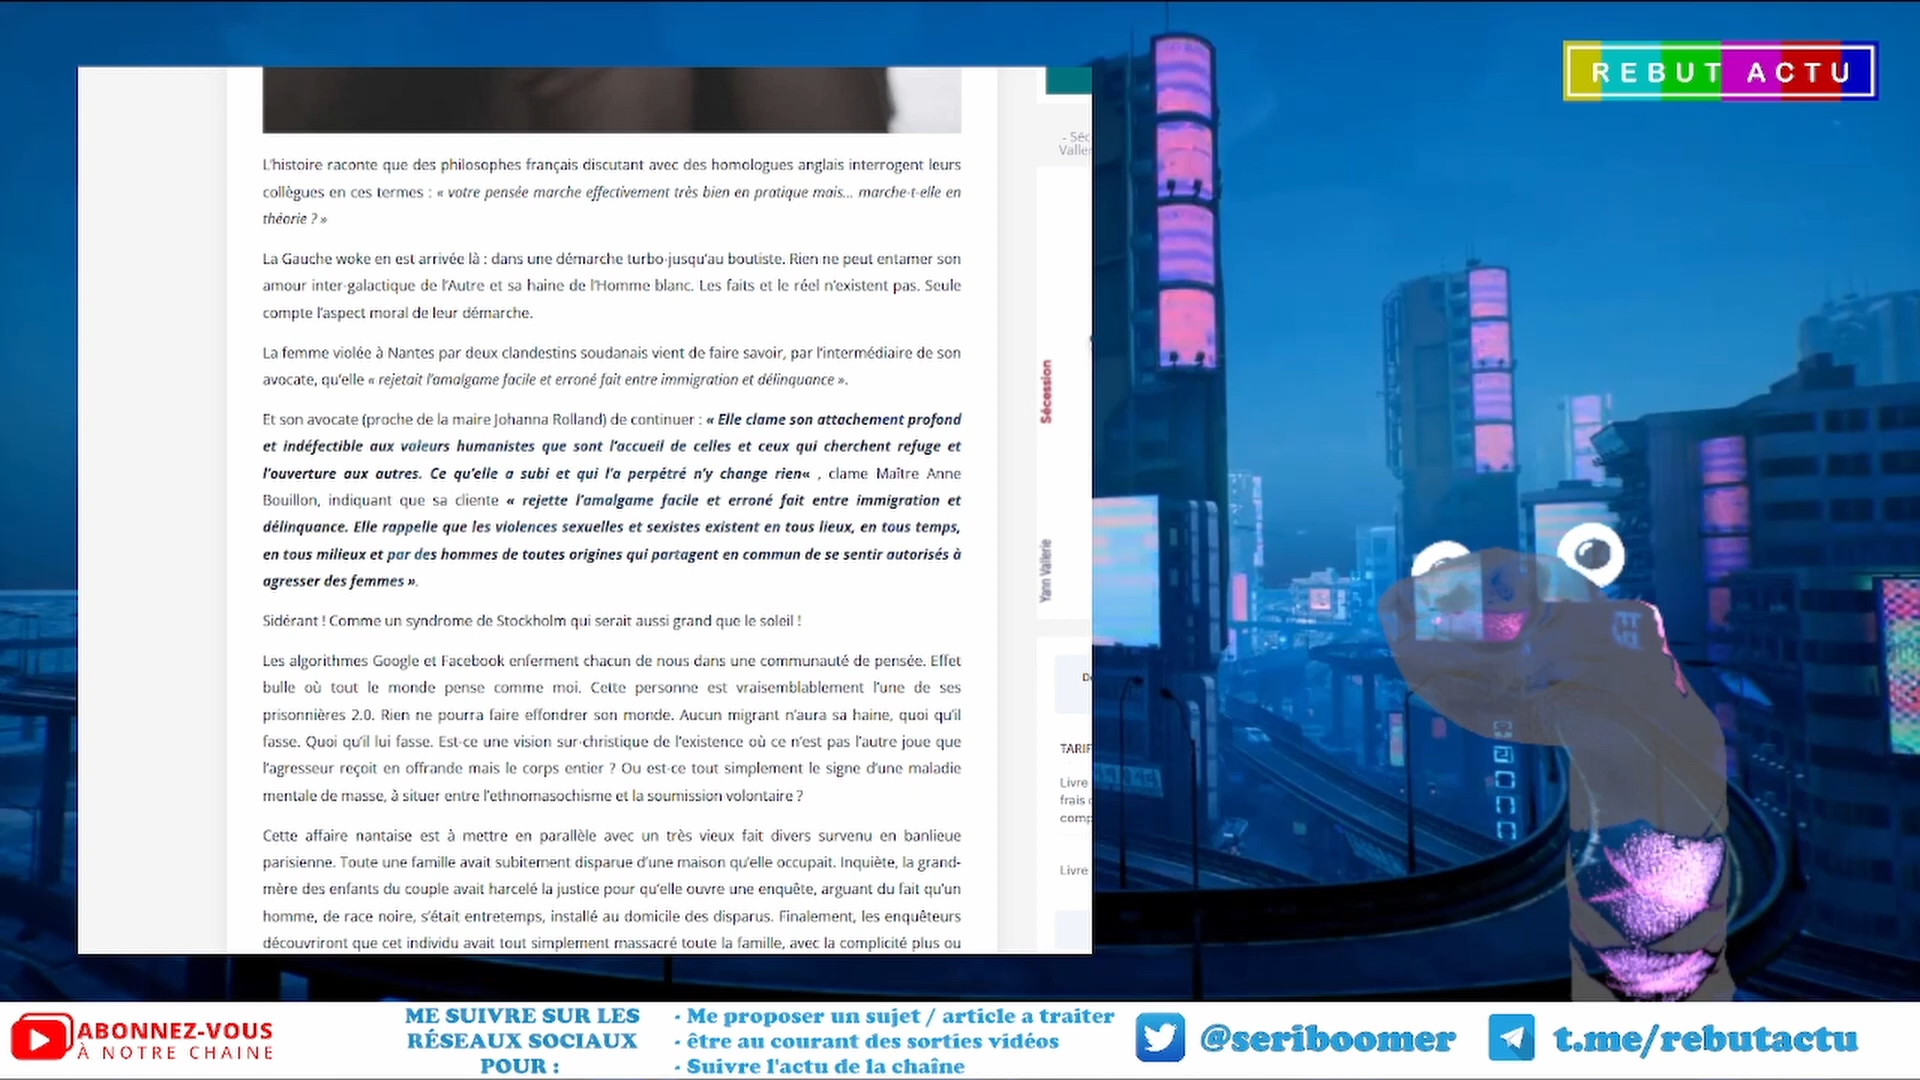 REBUT ACTU
L'histoire raconte que des philosophes français discutant avec des homologues anglais interrogent leurs
collègues en ces termes : « votre pensée marche effectivement très bien en pratique mais... marche-t-elle en
théorie ? »
La Gauche woke en est arrivée là : dans une démarche turbo-jusqu'au boutiste. Rien ne peut entamer son
amour inter-galactique de l'Autre et sa haine de l'Homme blanc. Les faits et le réel n'existent pas. Seule
compte l'aspect moral de leur démarche.
La femme violée à Nantes par deux clandestins soudanais vient de faire savoir, par l'intermédiaire de son
avocate, qu'elle « rejetait l'amalgame facile et erroné fait entre immigration et délinquance ».
Et son avocate (proche de la maire Johanna Rolland) de continuer : « Elle clame son attachement profond
et indéfectible aux valeurs humanistes que sont l'accueil de celles et ceux qui cherchent refuge et
l'ouverture aux autres. Ce qu'elle a subi et qui l'a perpétré n'y change rien« , clame Maître Anne
Bouillon, indiquant que sa cliente « rejette l'amalgame facile et erroné fait entre immigration et
délinquance. Elle rappelle que les violences sexuelles et sexistes existent en tous lieux, en tous temps,
en tous milieux et par des hommes de toutes origines qui partagent en commun de se sentir autorisés à
agresser des femmes ».
Sidérant ! Comme un syndrome de Stockholm qui serait aussi grand que le soleil !
Les algorithmes Google et Facebook enferment chacun de nous dans une communauté de pensée. Effet
bulle où tout le monde pense comme moi. Cette personne est vraisemblablement l'une de ses
prisonnières 2.0. Rien ne pourra faire effondrer son monde. Aucun migrant n'aura sa haine, quoi qu'il
fasse. Quoi qu'il lui fasse. Est-ce une vision sur-christique de l'existence où ce n'est pas l'autre joue que
l'agresseur reçoit en offrande mais le corps entier ? Ou est-ce tout simplement le signe d'une maladie
mentale de masse, à situer entre l'ethnomasochisme et la soumission volontaire ?
Cette affaire nantaise est à mettre en parallèle avec un très vieux fait divers survenu en banlieue
parisienne. Toute une famille avait subitement disparue d'une maison qu'elle occupait. Inquiète, la grand-
mère des enfants du couple avait harcelé la justice pour qu'elle ouvre une enquête, arguant du fait qu'un
homme, de race noire, s'était entretemps, installé au domicile des disparus. Finalement, les enquêteurs
découvriront que cet individu avait tout simplement massacré toute la famille, avec la complicité plus ou
- Séc
Valler
Sécession
Yann Vallerie
D
TARIF
Livre
frais
comp
Livre
ABONNEZ-VOUS
À NOTRE CHAINE
ME SUIVRE SUR LES
RÉSEAUX SOCIAUX
POUR :
- Me proposer un sujet / article a traiter
- être au courant des sorties vidéos
- Suivre l'actu de la chaîne
@seriboomer
t.me/rebutactu